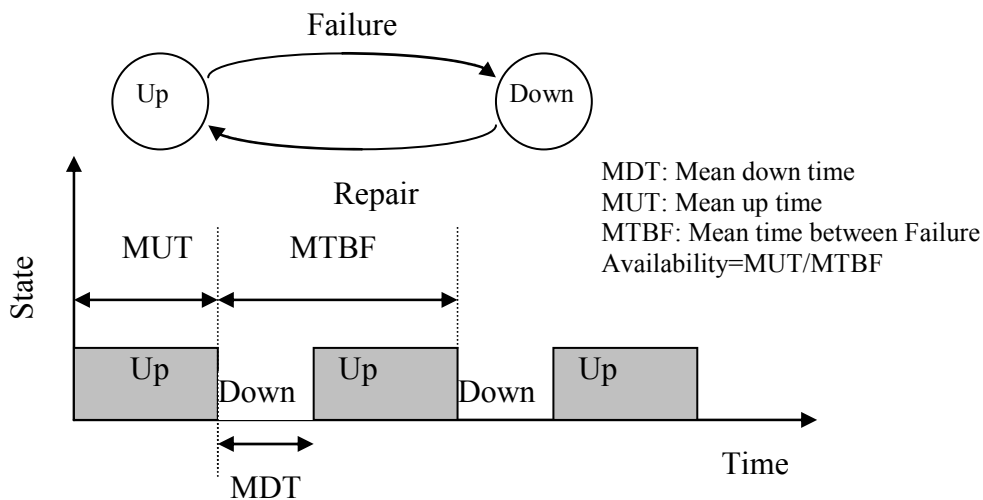 Failure
Up
Down
Repair
MDT: Mean down time
MUT: Mean up time
MTBF: Mean time between Failure
Availability=MUT/MTBF
MUT
MTBF
State
Up
Down
Up
Down
Up
MDT
Time